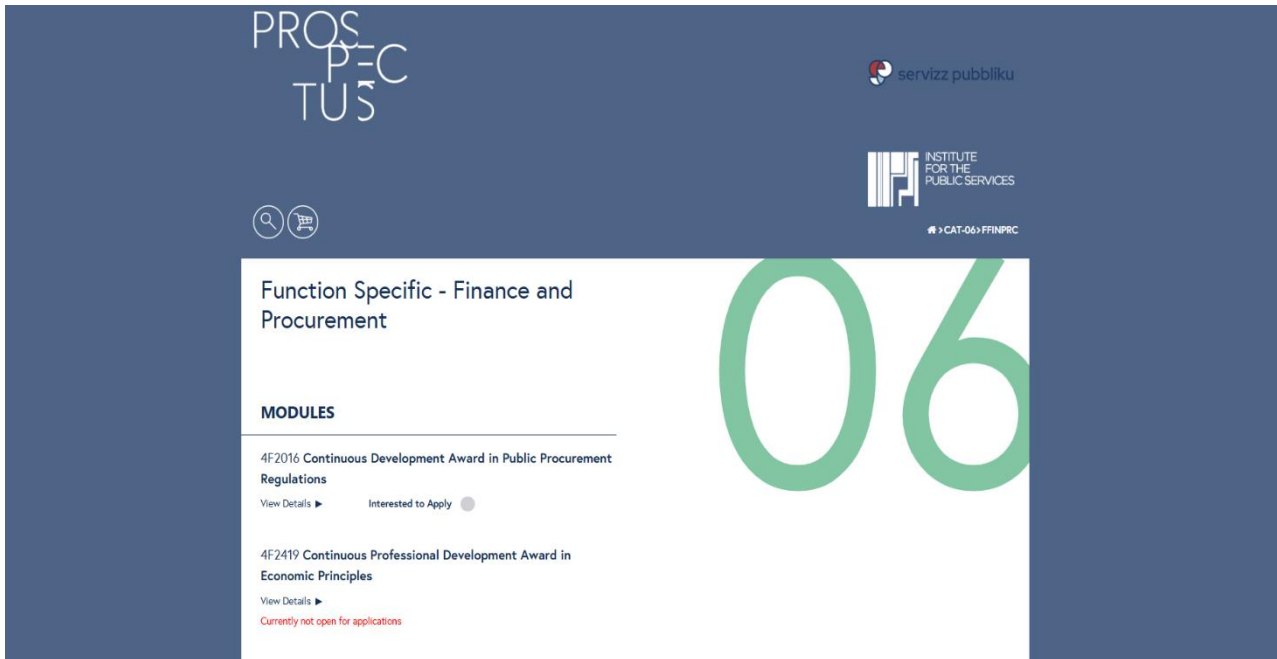 PROS
PEC
TUS
servizz pubbliku
INSTITUTE
FOR THE
PUBLIC SERVICES
>CAT-06>FFINPRC
06
Function Specific - Finance and
Procurement
MODULES
4F2016 Continuous Development Award in Public Procurement
Regulations
View Details ▶ Interested to Apply
4F2419 Continuous Professional Development Award in
Economic Principles
View Details ▶
Currently not open for applications